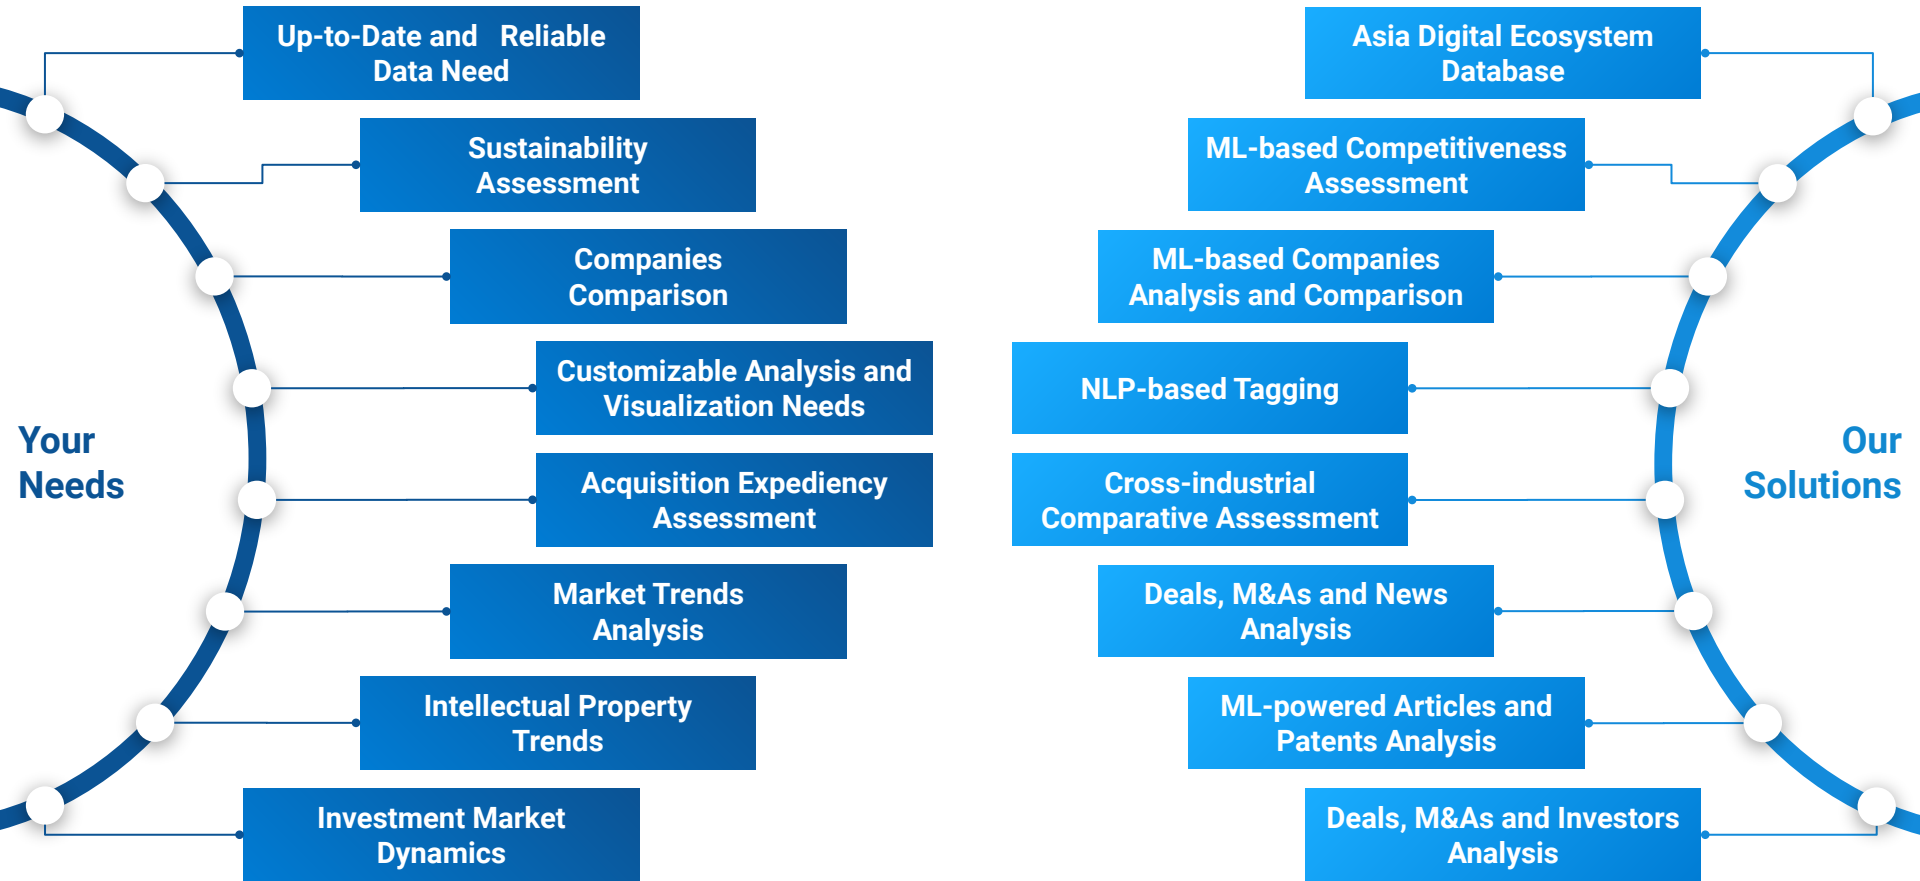 Your
Needs
Up-to-Date and Reliable
Data Need
Sustainability
Assessment
Companies
Comparison
Customizable Analysis and
Visualization Needs
Acquisition Expediency
Assessment
Market Trends
Analysis
Intellectual Property
Trends
Investment Market
Dynamics
Asia Digital Ecosystem
Database
ML-based Competitiveness
Assessment
ML-based Companies
Analysis and Comparison
NLP-based Tagging
Cross-industrial
Comparative Assessment
Deals, M&As and News
Analysis
ML-powered Articles and
Patents Analysis
Deals, M&As and Investors
Analysis
Our
Solutions